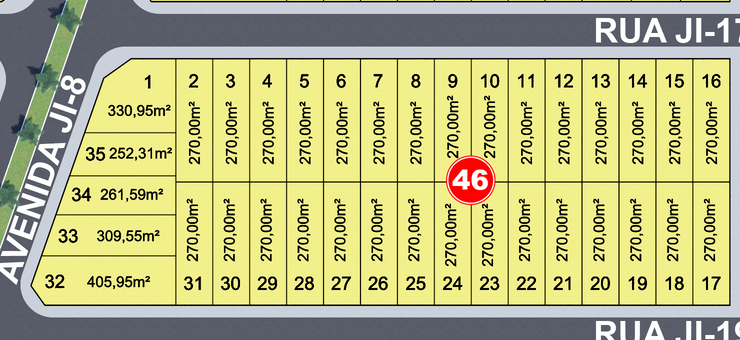 RUA JI-17
AVENIDA JI-8
1 2 3 4 5 6 7 8 9 10 11 12 13 14 15 16
330,95m²
270,00m² 270,00m² 270,00m² 270,00m² 270,00m² 270,00m² 270,00m² 270,00m² 270,00m² 270,00m² 270,00m² 270,00m² 270,00m² 270,00m² 270,00m²
35 252,31m²
46
34 261,59m²
33 309,55m²
270,00m² 270,00m² 270,00m² 270,00m² 270,00m² 270,00m² 270,00m² 270,00m² 270,00m² 270,00m² 270,00m² 270,00m² 270,00m² 270,00m² 270,00m²
32 405,95m²
31 30 29 28 27 26 25 24 23 22 21 20 19 18 17
RUA JI-19